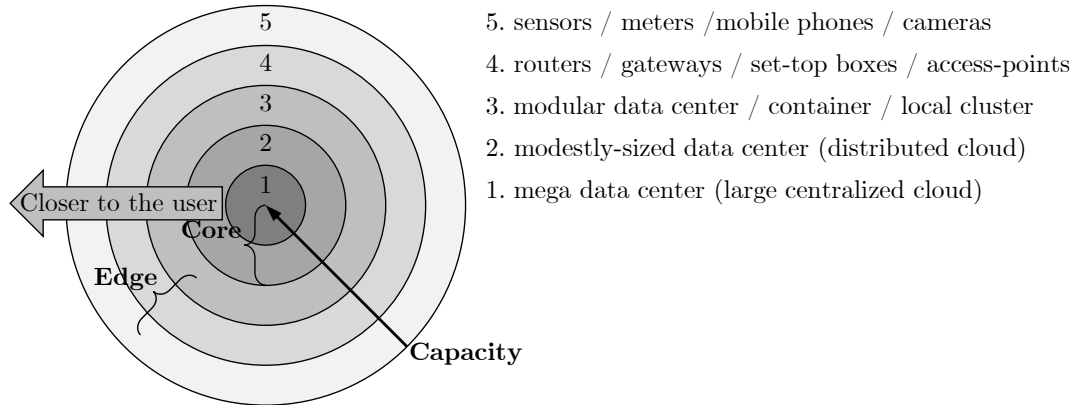 5
4
3
2
1
Closer to the user
Core
Edge
Capacity
5. sensors / meters /mobile phones / cameras
4. routers / gateways / set-top boxes / access-points
3. modular data center / container / local cluster
2. modestly-sized data center (distributed cloud)
1. mega data center (large centralized cloud)